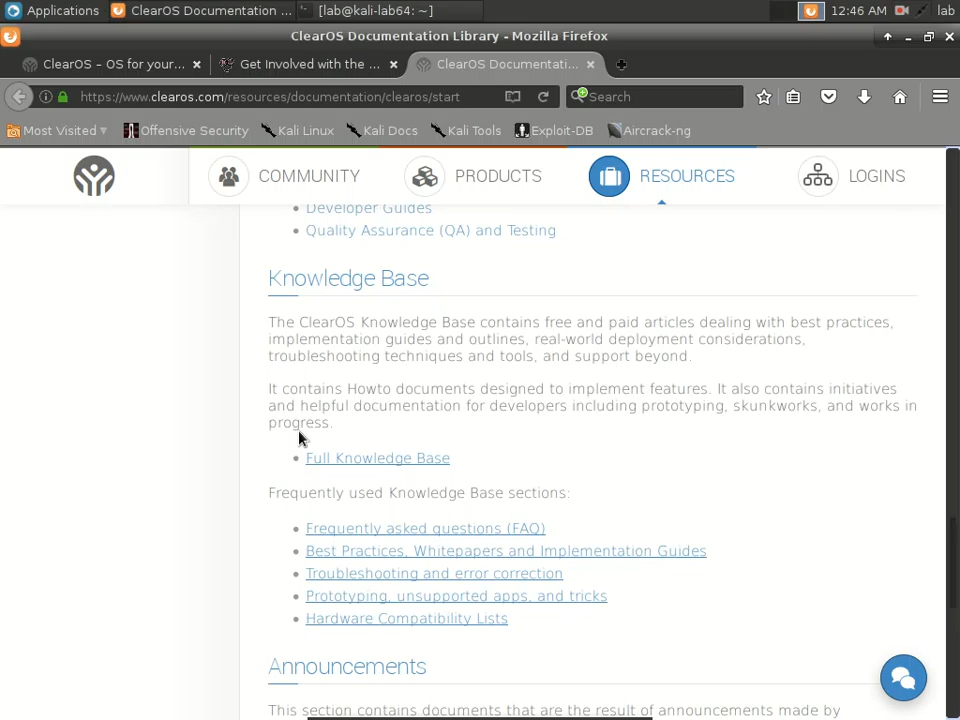 Applications
ClearOS Documentation ...
[lab@kali-lab64: ~]
12:46 AM
lab
ClearOS Documentation Library - Mozilla Firefox
ClearOS – OS for your...
Get Involved with the ...
ClearOS Documentati...
https://www.clearos.com/resources/documentation/clearos/start
Search
Most Visited
Offensive Security
Kali Linux
Kali Docs
Kali Tools
Exploit-DB
Aircrack-ng
COMMUNITY
PRODUCTS
RESOURCES
LOGINS
Developer Guides
Quality Assurance (QA) and Testing
Knowledge Base
The ClearOS Knowledge Base contains free and paid articles dealing with best practices,
implementation guides and outlines, real-world deployment considerations,
troubleshooting techniques and tools, and support beyond.
It contains Howto documents designed to implement features. It also contains initiatives
and helpful documentation for developers including prototyping, skunkworks, and works in
progress.
Full Knowledge Base
Frequently used Knowledge Base sections:
Frequently asked questions (FAQ)
Best Practices, Whitepapers and Implementation Guides
Troubleshooting and error correction
Prototyping, unsupported apps, and tricks
Hardware Compatibility Lists
Announcements
This section contains documents that are the result of announcements made by